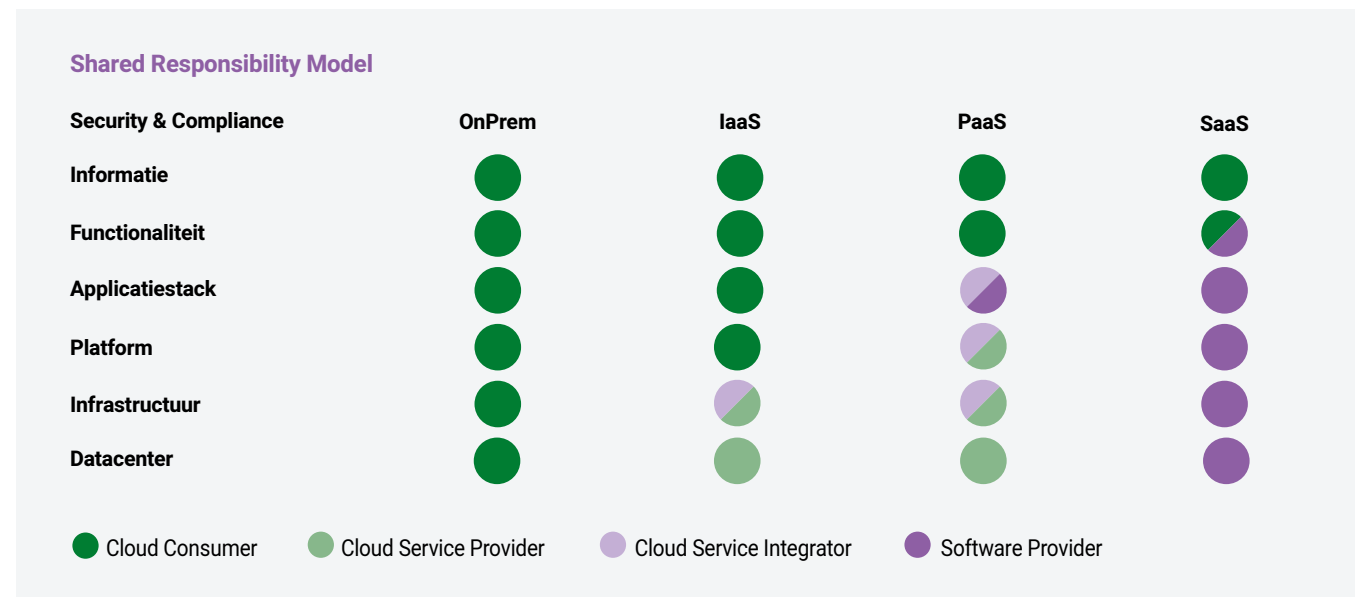 Shared Responsibility Model
Security & Compliance OnPrem IaaS PaaS SaaS
Informatie
Functionaliteit
Applicatiestack
Platform
Infrastructuur
Datacenter
Cloud Consumer Cloud Service Provider Cloud Service Integrator Software Provider